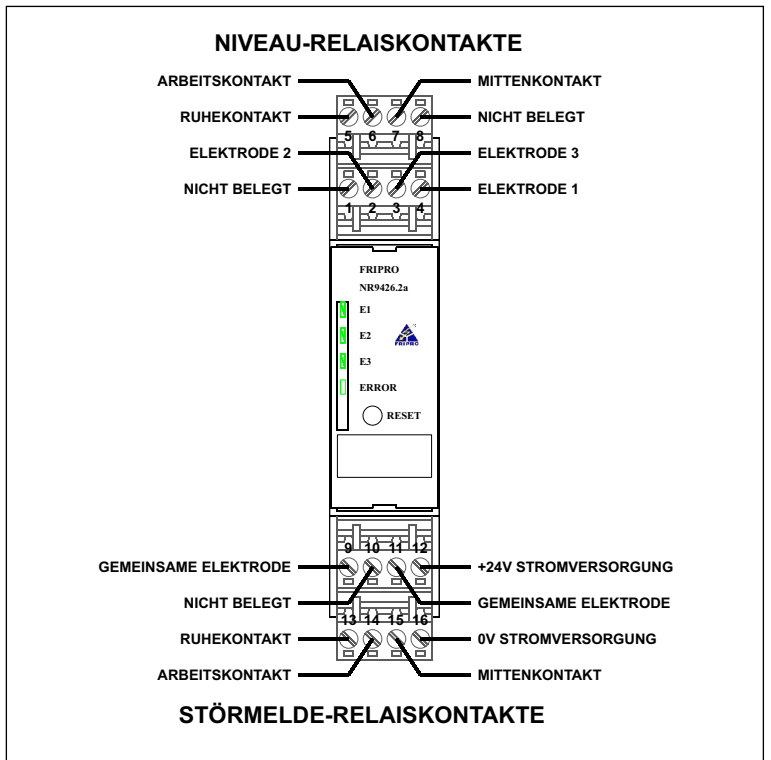 NIVEAU-RELAISKONTAKTE
ARBEITSKONTAKT MITTENKONTAKT
RUHEKONTAKT NICHT BELEGT
5 6 7 8
ELEKTRODE 2 ELEKTRODE 3
NICHT BELEGT ELEKTRODE 1
1 2 3 4
FRIPRO
NR9426.2a
E1
E2
FRIPRO
E3
ERROR
RESET
9 10 11 12
GEMEINSAME ELEKTRODE +24V STROMVERSORGUNG
NICHT BELEGT GEMEINSAME ELEKTRODE
13 14 15 16
RUHEKONTAKT 0V STROMVERSORGUNG
ARBEITSKONTAKT MITTENKONTAKT
STÖRMELDE-RELAISKONTAKTE